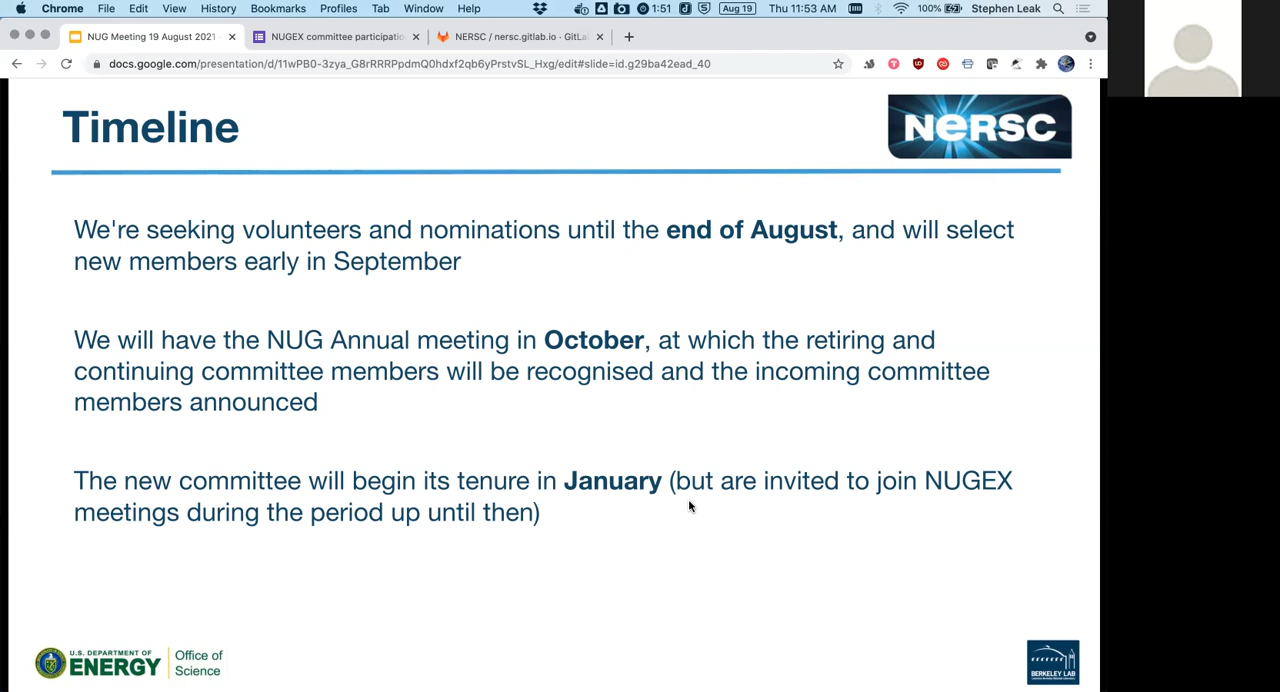 Chrome File Edit View History Bookmarks Profiles Tab Window Help 1:51 Aug 19 Thu 11:53 AM 100% Stephen Leak
NUG Meeting 19 August 2021 - NUGEX committee participatio NERSC / nersc.gitlab.io · GitLa
docs.google.com/presentation/d/11wPB0-3zya_G8rRRRPpdmQ0hdxf2qb6yPrstvSL_Hxg/edit#slide=id.g29ba42ead_40
Timeline
NERSC
We're seeking volunteers and nominations until the end of August, and will select
new members early in September
We will have the NUG Annual meeting in October, at which the retiring and
continuing committee members will be recognised and the incoming committee
members announced
The new committee will begin its tenure in January (but are invited to join NUGEX
meetings during the period up until then)
U.S. DEPARTMENT OF
ENERGY
Office of
Science
BERKELEY LAB